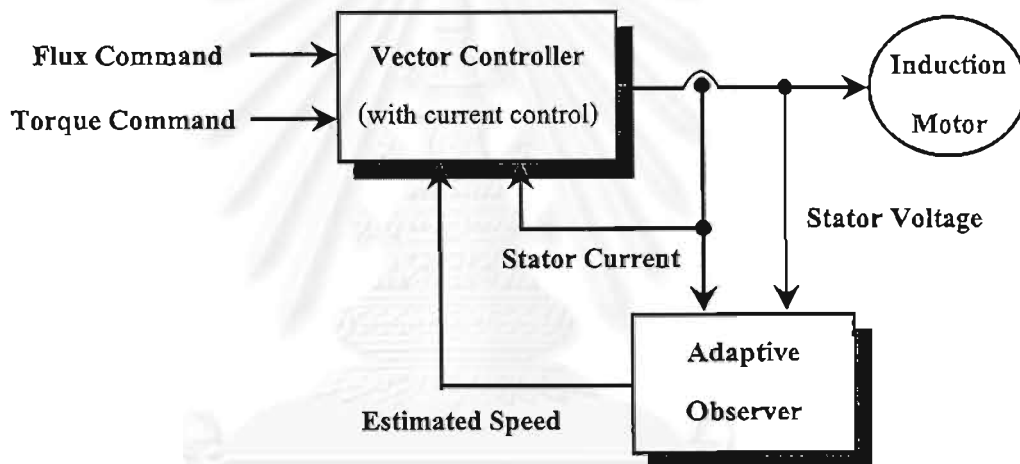 Flux Command
Torque Command
Vector Controller
(with current control)
Induction
Motor
Stator Voltage
Stator Current
Adaptive
Observer
Estimated Speed